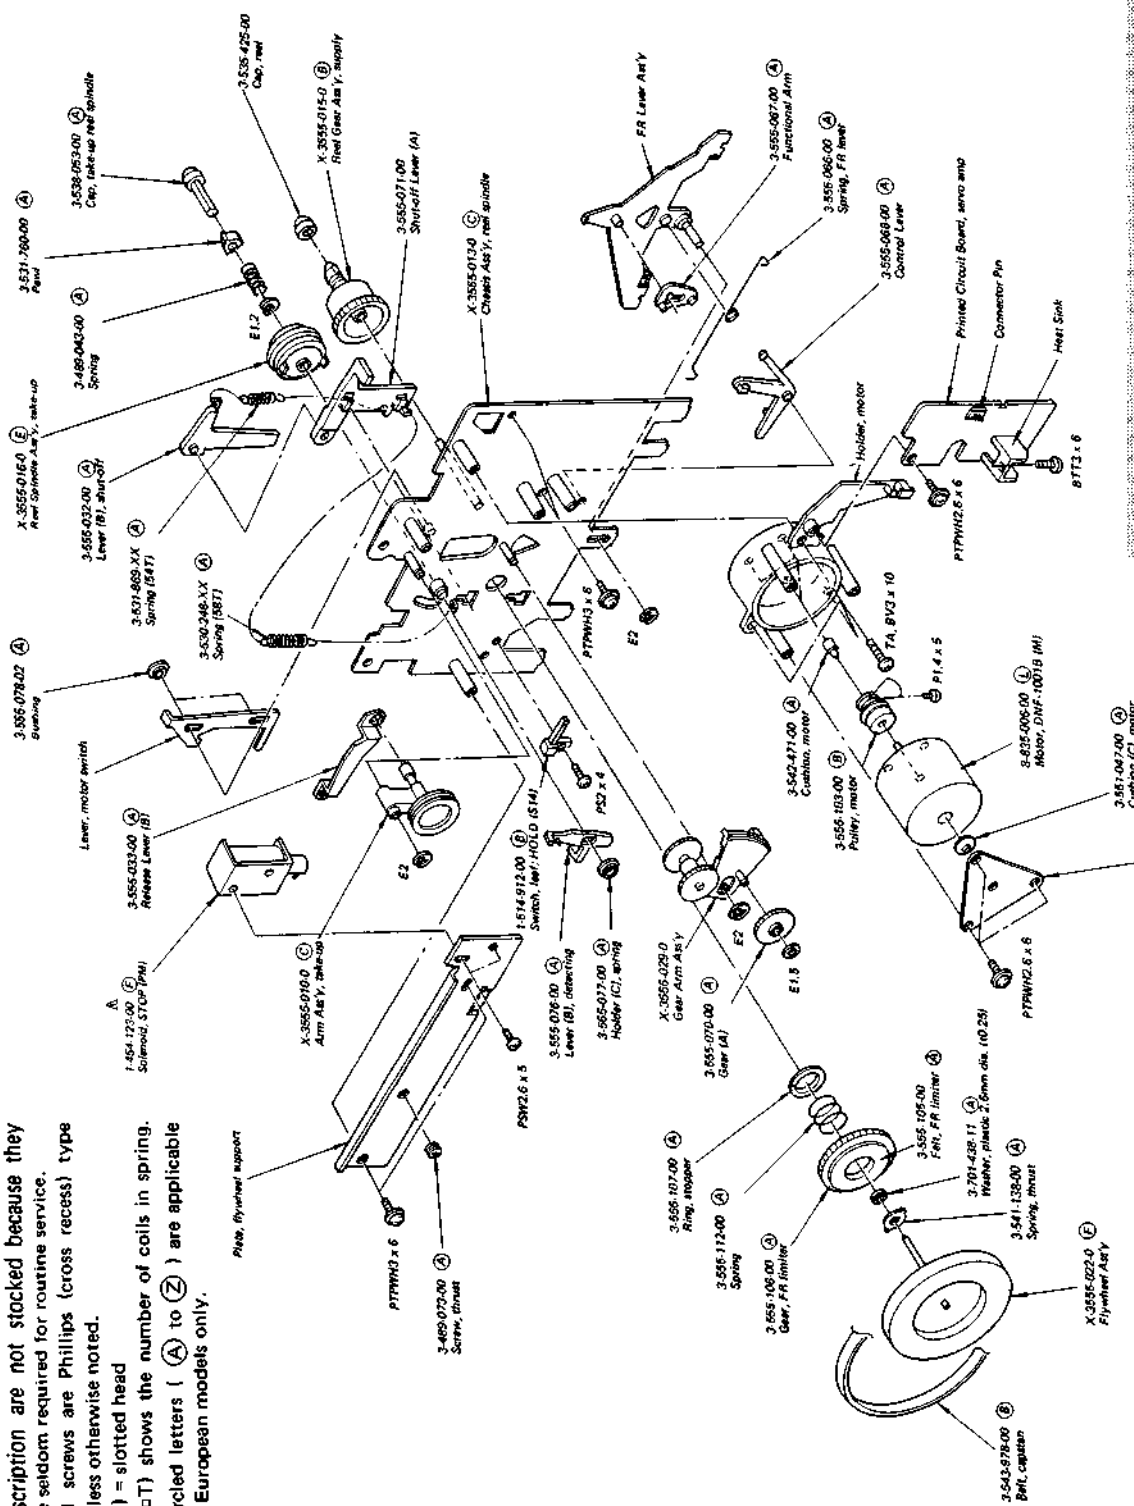 scription are not stocked because they
e seldom required for routine service.
l screws are Phillips (cross recess) type
less otherwise noted.
) = slotted head
□T) shows the number of coils in spring.
rcled letters ( Ⓐ to Ⓩ ) are applicable
European models only.
3-531-760-00 Ⓐ
Pawl
3-538-053-00 Ⓐ
Cap, take-up reel spindle
3-535-425-00
Cap, reel
X-3555-015-0 Ⓑ
Reel Gear Ass'y, supply
3-555-071-00
Shut-off Lever (A)
X-3555-013-0 Ⓒ
Chassis Ass'y, reel spindle
FR Lever Ass'y
3-555-067-00 Ⓐ
Functional Arm
3-555-066-00 Ⓐ
Spring, FR lever
3-555-068-00 Ⓐ
Control Lever
Printed Circuit Board, servo amp
Connector Pin
Heat Sink
BTT3 x 6
PTPWH2.6 x 6
Holder, motor
3-489-043-00 Ⓐ
Spring
E1.2
X-3555-016-0 Ⓔ
Reel Spindle Ass'y, take-up
3-555-032-00 Ⓐ
Lever (B), shut-off
3-531-869-XX Ⓐ
Spring (54T)
3-530-248-XX Ⓐ
Spring (58T)
3-555-078-02 Ⓐ
Bushing
Lever, motor switch
3-555-033-00 Ⓐ
Release Lever (B)
E2
1-454-123-00 Ⓔ
Solenoid, STOP (PM)
X-3555-010-0 Ⓒ
Arm Ass'y, take-up
Plate, flywheel support
PTPWH3 x 6
3-489-073-00 Ⓐ
Screw, thrust
PSW2.6 x 5
1-514-912-00 Ⓑ
Switch, leaf; HOLD (S14)
PS2 x 4
3-555-076-00 Ⓐ
Lever (B), detecting
3-565-077-00 Ⓐ
Holder (C), spring
X-3555-029-0
Gear Arm Ass'y
E2
3-555-070-00 Ⓐ
Gear (A)
E1.5
PTPWH3 x 6
E2
TA, BV3 x 10
P1.4 x 5
3-542-471-00 Ⓐ
Cushion, motor
3-555-103-00 Ⓑ
Pulley, motor
8-835-006-00 Ⓛ
Motor, DNF-1001B (M)
3-551-047-00 Ⓐ
Cushion (C), motor
PTPWH2.6 x 6
3-555-107-00 Ⓐ
Ring, stopper
3-555-112-00 Ⓐ
Spring
3-555-106-00 Ⓐ
Gear, FR limiter
3-555-105-00
Felt, FR limiter Ⓐ
3-701-438-11 Ⓐ
Washer, plastic 2.6mm dia. (t0.25)
3-541-138-00 Ⓐ
Spring, thrust
X-3555-022-0 Ⓕ
Flywheel Ass'y
3-543-978-00 Ⓑ
Belt, capstan